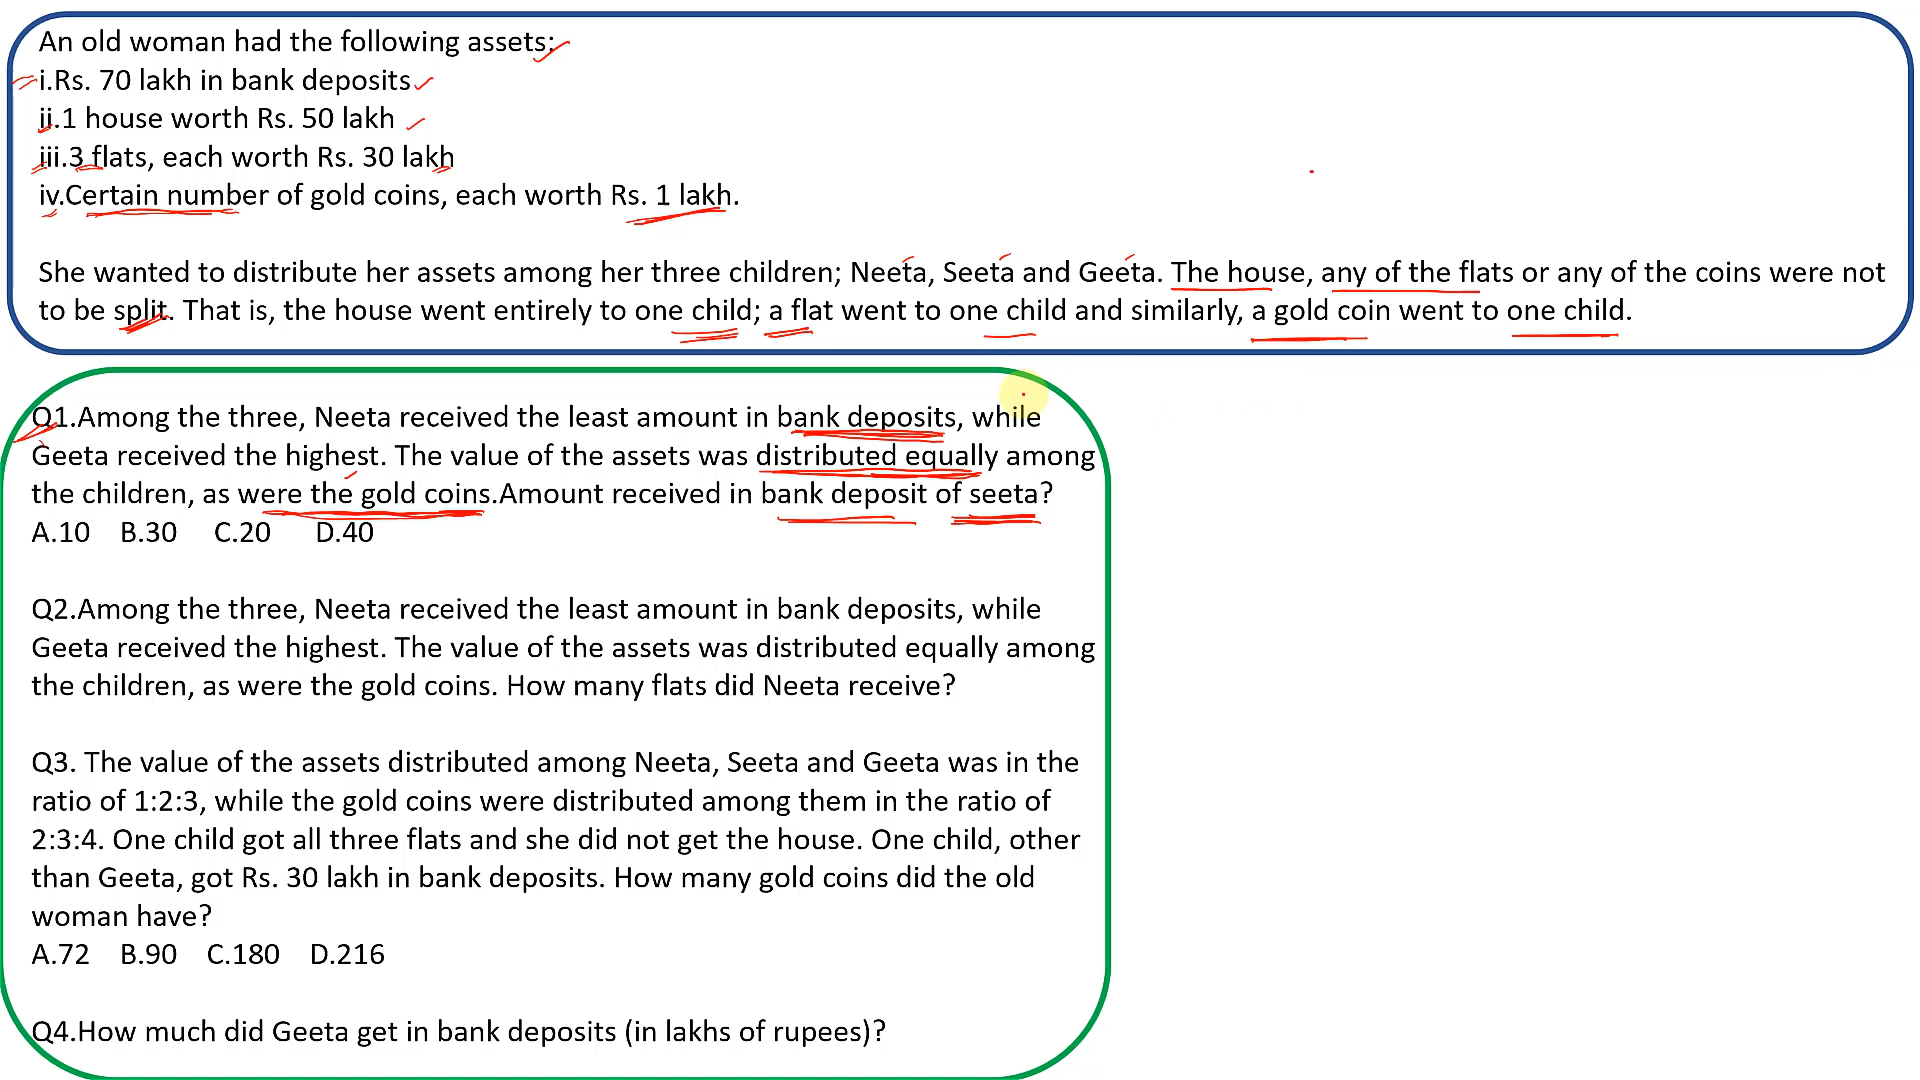 An old woman had the following assets:
i.Rs. 70 lakh in bank deposits
ii.1 house worth Rs. 50 lakh
iii.3 flats, each worth Rs. 30 lakh
iv.Certain number of gold coins, each worth Rs. 1 lakh.
She wanted to distribute her assets among her three children; Neeta, Seeta and Geeta. The house, any of the flats or any of the coins were not
to be split. That is, the house went entirely to one child; a flat went to one child and similarly, a gold coin went to one child.
Q1.Among the three, Neeta received the least amount in bank deposits, while
Geeta received the highest. The value of the assets was distributed equally among
the children, as were the gold coins.Amount received in bank deposit of seeta?
A.10 B.30 C.20 D.40
Q2.Among the three, Neeta received the least amount in bank deposits, while
Geeta received the highest. The value of the assets was distributed equally among
the children, as were the gold coins. How many flats did Neeta receive?
Q3. The value of the assets distributed among Neeta, Seeta and Geeta was in the
ratio of 1:2:3, while the gold coins were distributed among them in the ratio of
2:3:4. One child got all three flats and she did not get the house. One child, other
than Geeta, got Rs. 30 lakh in bank deposits. How many gold coins did the old
woman have?
A.72 B.90 C.180 D.216
Q4.How much did Geeta get in bank deposits (in lakhs of rupees)?